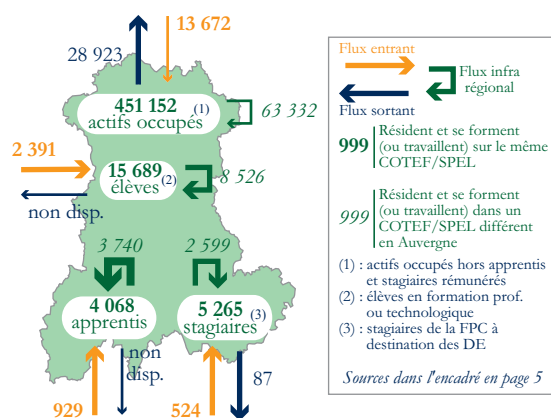 13 672
28 923
451 152 (1)
actifs occupés
63 332
2 391
15 689
élèves (2)
8 526
non disp.
3 740
2 599
4 068
apprentis
5 265
stagiaires (3)
non
disp.
87
929
524
Flux entrant
Flux infra
régional
Flux sortant
999 Résident et se forment
(ou travaillent) sur le même
COTEF/SPEL
999 Résident et se forment
(ou travaillent) dans un
COTEF/SPEL différent
en Auvergne
(1) : actifs occupés hors apprentis
et stagiaires rémunérés
(2) : élèves en formation prof.
ou technologique
(3) : stagiaires de la FPC à
destination des DE
Sources dans l'encadré en page 5